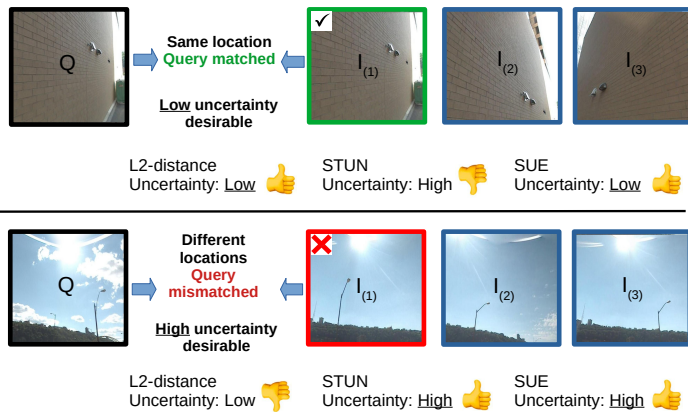 Q
Same location
Query matched
Low uncertainty
desirable
✓
I(1)
I(2)
I(3)
L2-distance
Uncertainty: Low
STUN
Uncertainty: High
SUE
Uncertainty: Low
Q
Different
locations
Query
mismatched
High uncertainty
desirable
I(1)
I(2)
I(3)
L2-distance
Uncertainty: Low
STUN
Uncertainty: High
SUE
Uncertainty: High